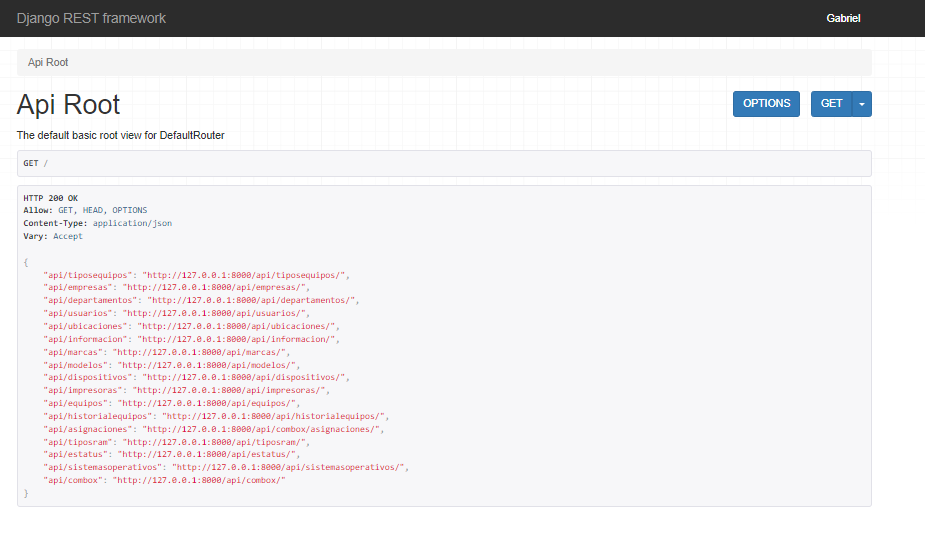 Django REST framework
Gabriel
Api Root
Api Root
OPTIONS
GET
The default basic root view for DefaultRouter
GET /
HTTP 200 OK
Allow: GET, HEAD, OPTIONS
Content-Type: application/json
Vary: Accept
{
"api/tiposequipos": "http://127.0.0.1:8000/api/tiposequipos/",
"api/empresas": "http://127.0.0.1:8000/api/empresas/",
"api/departamentos": "http://127.0.0.1:8000/api/departamentos/",
"api/usuarios": "http://127.0.0.1:8000/api/usuarios/",
"api/ubicaciones": "http://127.0.0.1:8000/api/ubicaciones/",
"api/informacion": "http://127.0.0.1:8000/api/informacion/",
"api/marcas": "http://127.0.0.1:8000/api/marcas/",
"api/modelos": "http://127.0.0.1:8000/api/modelos/",
"api/dispositivos": "http://127.0.0.1:8000/api/dispositivos/",
"api/impresoras": "http://127.0.0.1:8000/api/impresoras/",
"api/equipos": "http://127.0.0.1:8000/api/equipos/",
"api/historialequipos": "http://127.0.0.1:8000/api/historialequipos/",
"api/asignaciones": "http://127.0.0.1:8000/api/combox/asignaciones/",
"api/tiposram": "http://127.0.0.1:8000/api/tiposram/",
"api/estatus": "http://127.0.0.1:8000/api/estatus/",
"api/sistemasoperativos": "http://127.0.0.1:8000/api/sistemasoperativos/",
"api/combox": "http://127.0.0.1:8000/api/combox/"
}